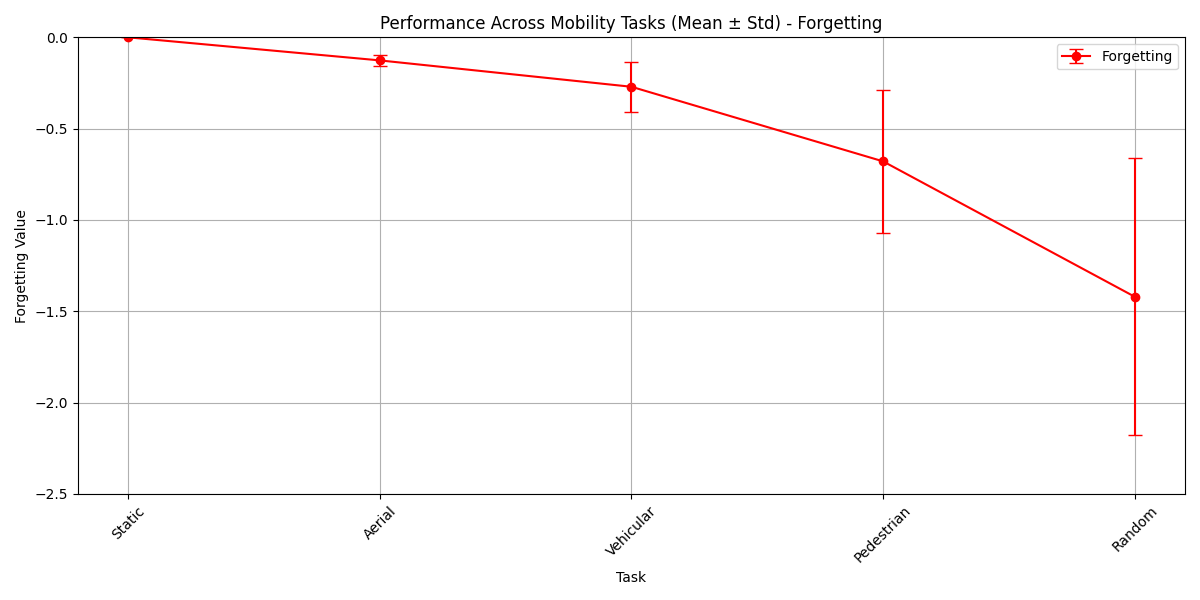 Performance Across Mobility Tasks (Mean ± Std) - Forgetting
Forgetting
0.0
−0.5
−1.0
−1.5
−2.0
−2.5
Forgetting Value
Static
Aerial
Vehicular
Pedestrian
Random
Task